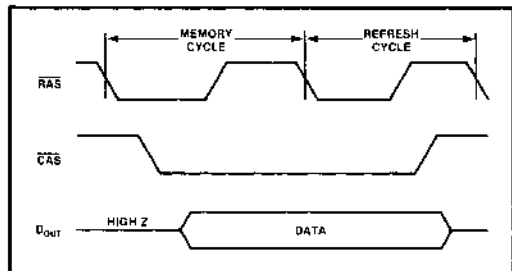 MEMORY CYCLE
REFRESH CYCLE
RAS
CAS
DOUT
HIGH Z
DATA